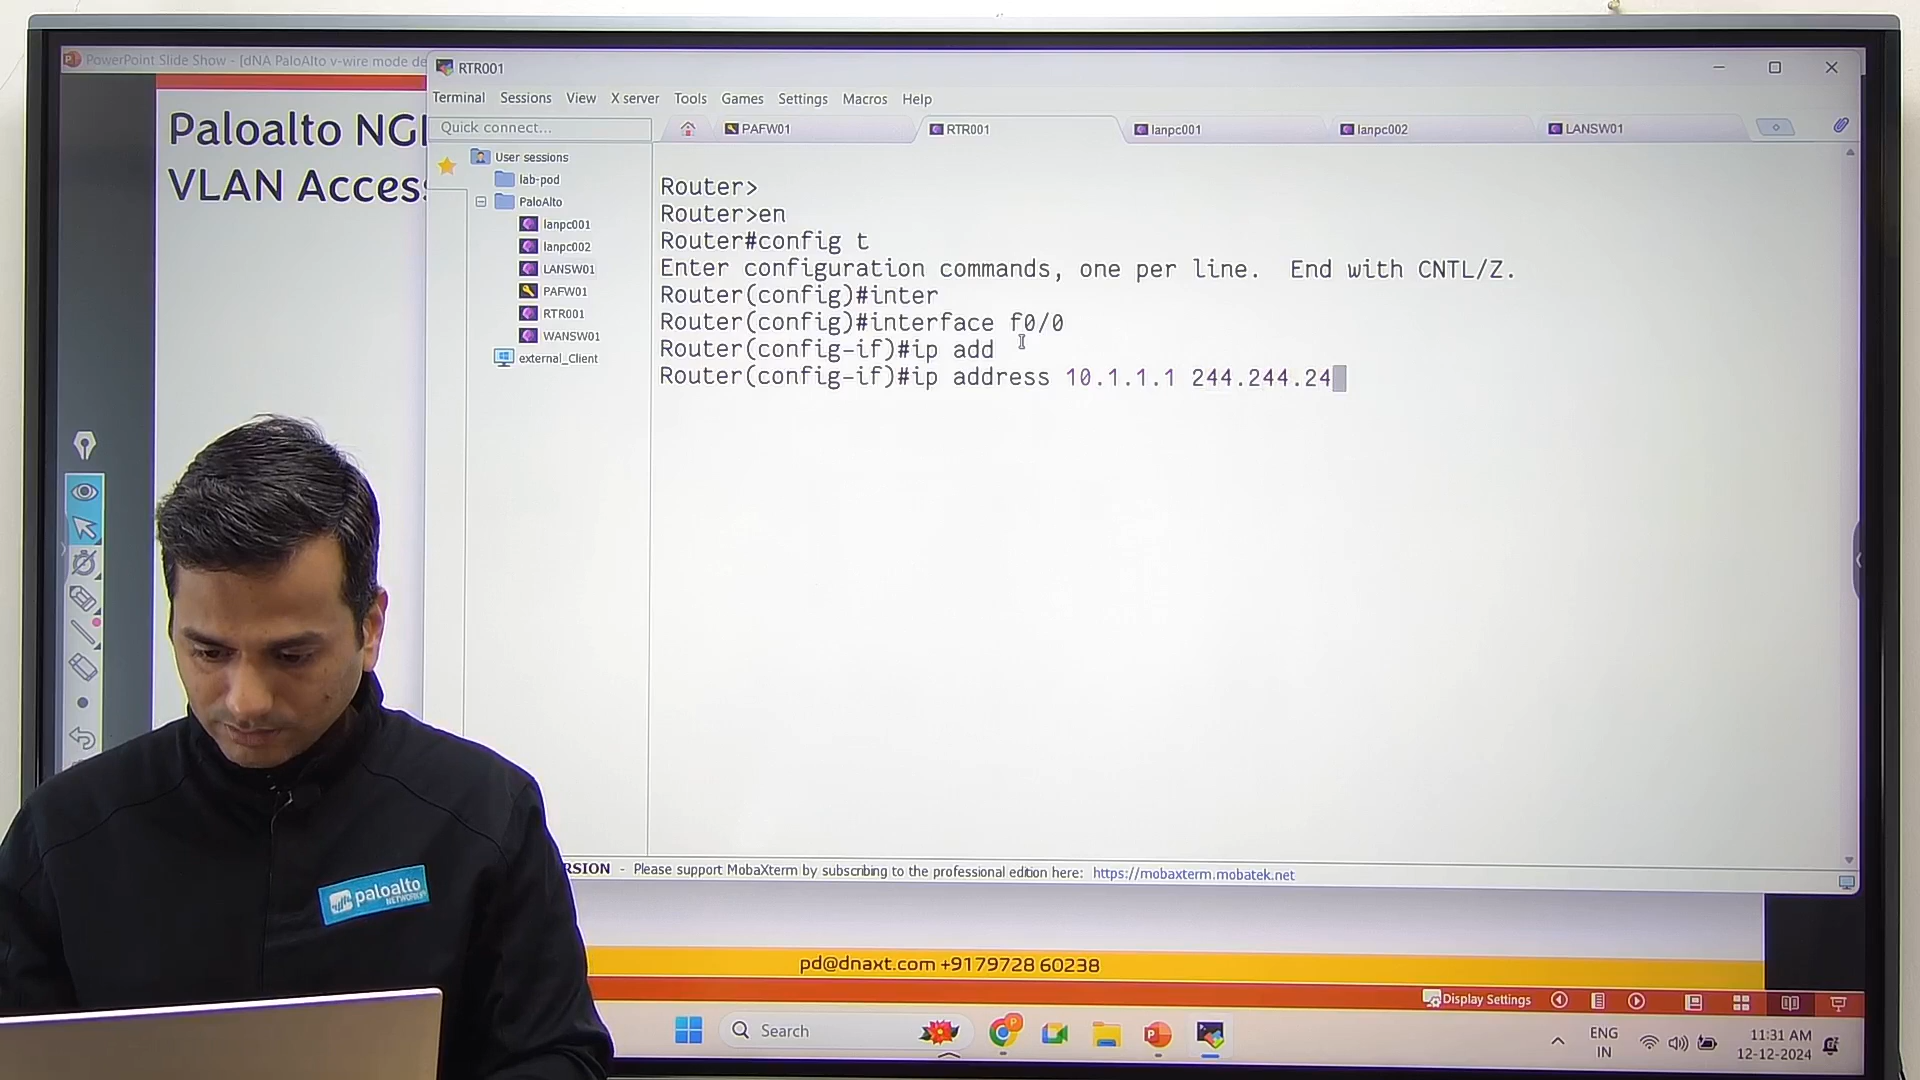 PowerPoint Slide Show - [dNA PaloAlto v-wire mode de
Paloalto NG
VLAN Access
RTR001
Terminal Sessions View X server Tools Games Settings Macros Help
Quick connect...
PAFW01
RTR001
lanpc001
lanpc002
LANSW01
User sessions
lab-pod
PaloAlto
lanpc001
lanpc002
LANSW01
PAFW01
RTR001
WANSW01
external_Client
Router>
Router>en
Router#config t
Enter configuration commands, one per line. End with CNTL/Z.
Router(config)#inter
Router(config)#interface f0/0
Router(config-if)#ip add
Router(config-if)#ip address 10.1.1.1 244.244.24
RSION - Please support MobaXterm by subscribing to the professional edition here: https://mobaxterm.mobatek.net
paloalto
NETWORKS
pd@dnaxt.com +9179728 60238
Display Settings
Search
ENG
IN
11:31 AM
12-12-2024